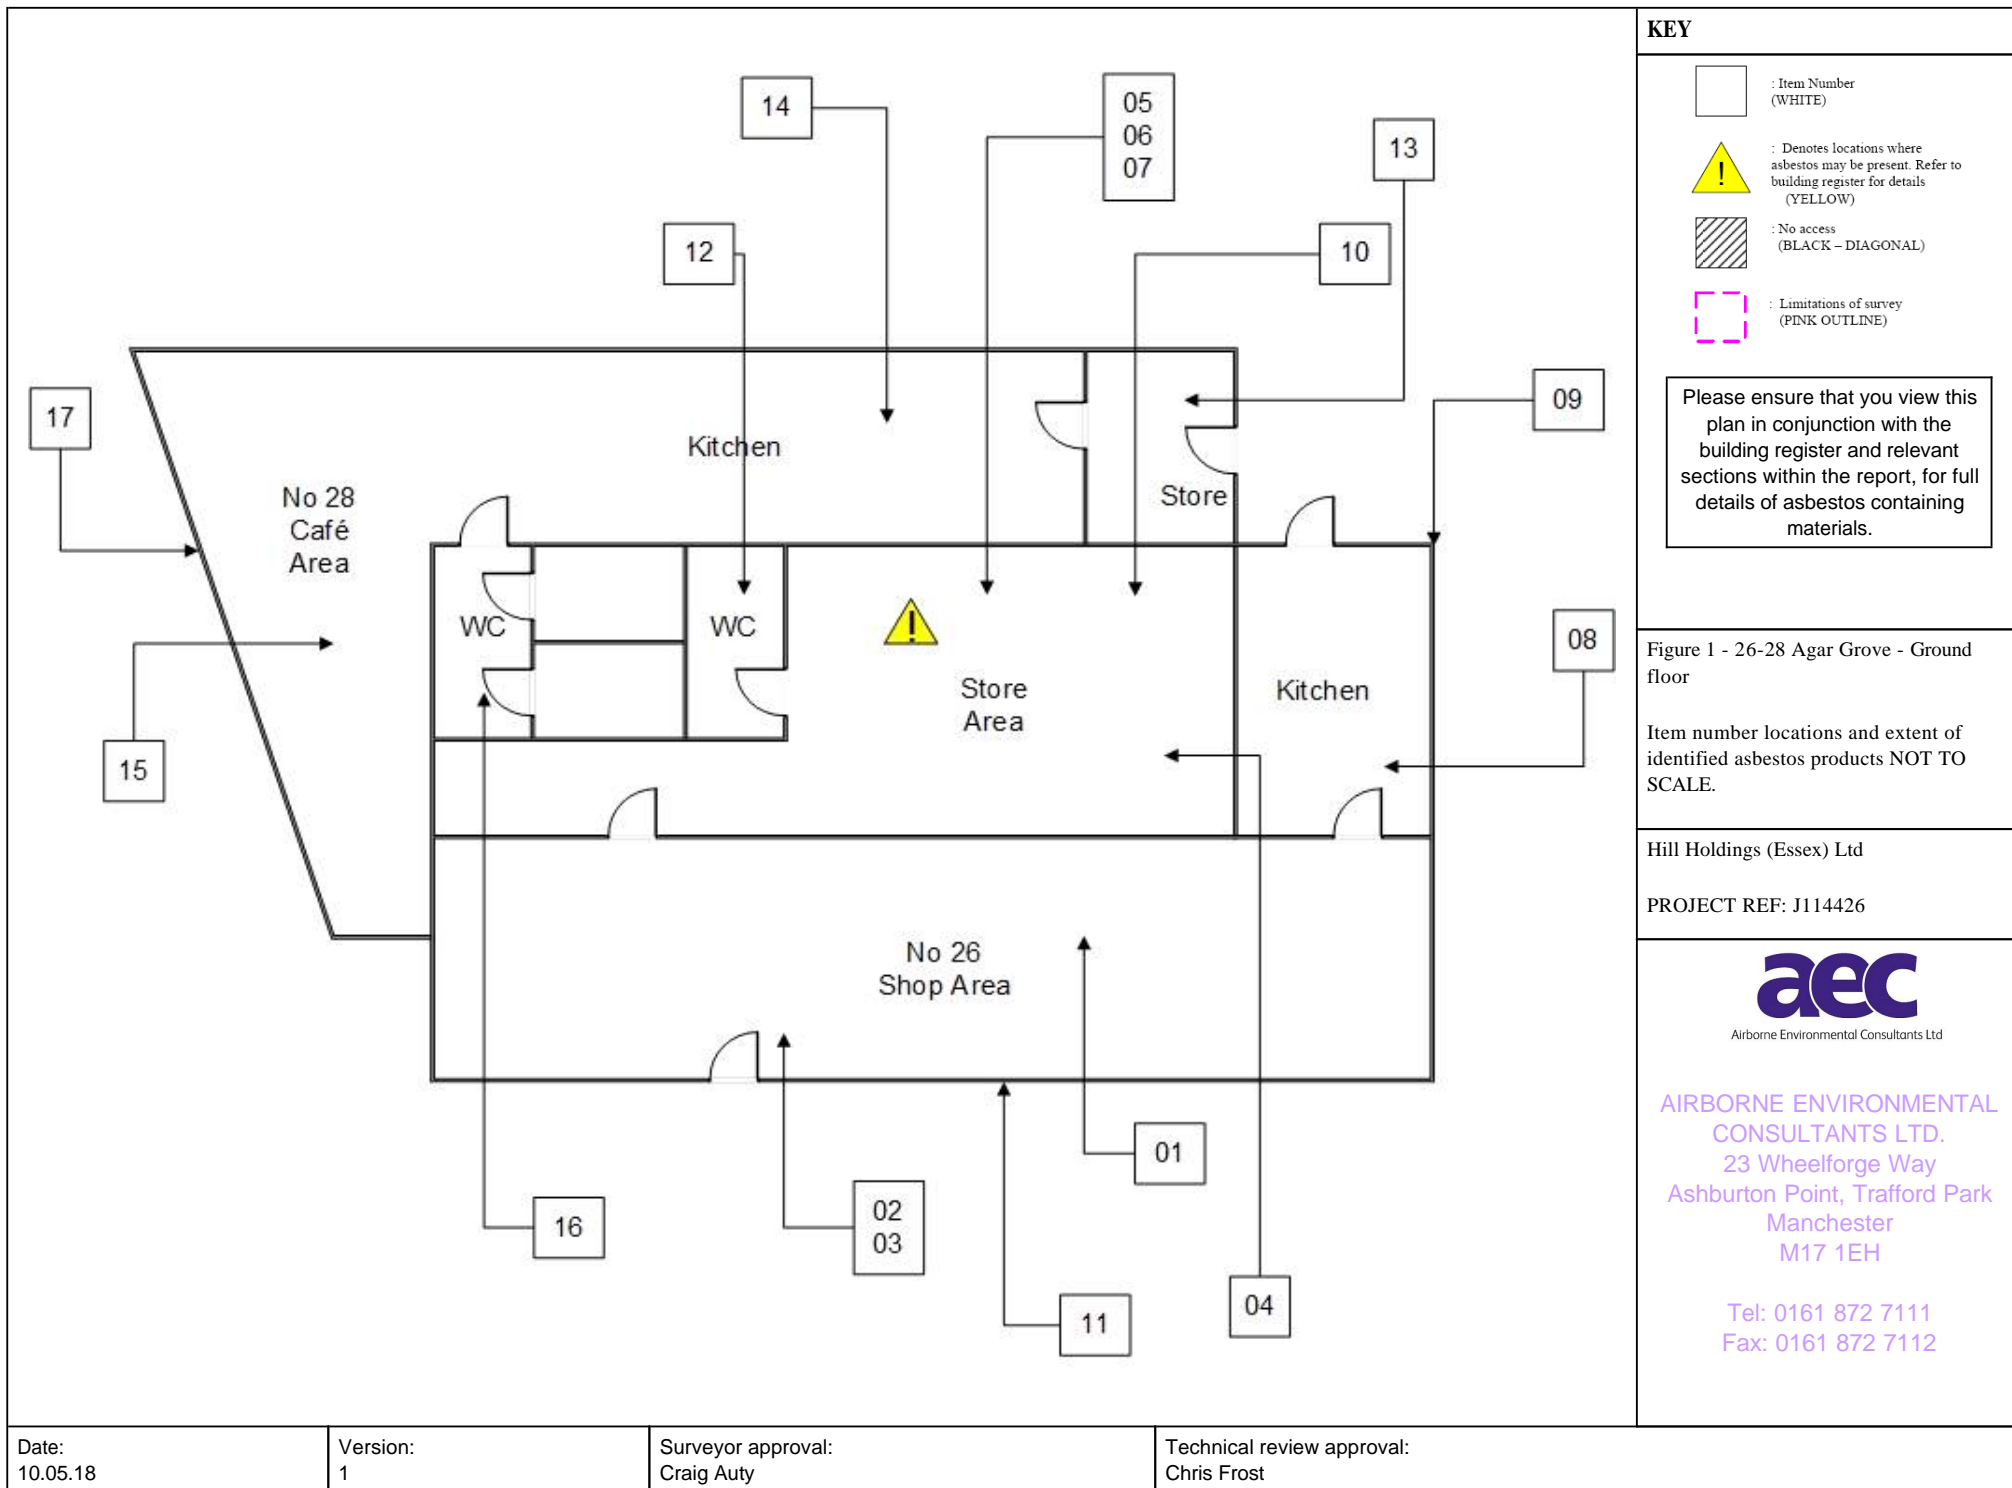 14
05
06
07
13
12
10
17
09
Kitchen
No 28
Café
Area
Store
WC
WC
08
Store
Area
Kitchen
15
No 26
Shop Area
01
16
02
03
04
11
KEY
: Item Number
(WHITE)
!
: Denotes locations where
asbestos may be present. Refer to
building register for details
(YELLOW)
: No access
(BLACK – DIAGONAL)
: Limitations of survey
(PINK OUTLINE)
Please ensure that you view this
plan in conjunction with the
building register and relevant
sections within the report, for full
details of asbestos containing
materials.
Figure 1 - 26-28 Agar Grove - Ground
floor
Item number locations and extent of
identified asbestos products NOT TO
SCALE.
Hill Holdings (Essex) Ltd
PROJECT REF: J114426
aec
Airborne Environmental Consultants Ltd
AIRBORNE ENVIRONMENTAL
CONSULTANTS LTD.
23 Wheelforge Way
Ashburton Point, Trafford Park
Manchester
M17 1EH
Tel: 0161 872 7111
Fax: 0161 872 7112
Date:
10.05.18
Version:
1
Surveyor approval:
Craig Auty
Technical review approval:
Chris Frost